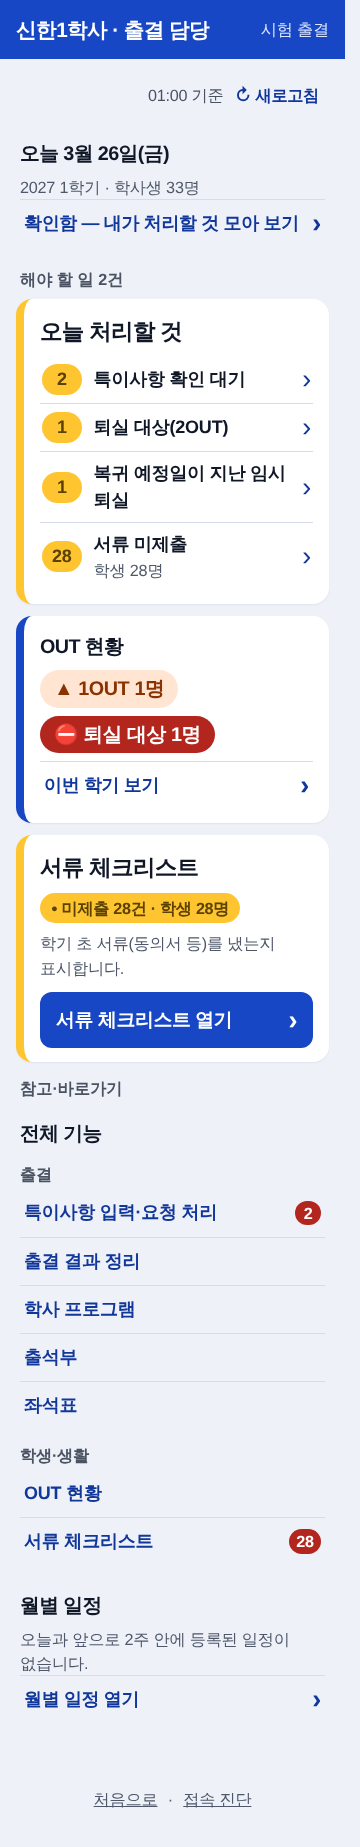 신한1학사 · 출결 담당
시험 출결
01:00 기준 ↻ 새로고침
오늘 3월 26일(금)
2027 1학기 · 학사생 33명
확인함 — 내가 처리할 것 모아 보기 ›
해야 할 일 2건
오늘 처리할 것
2 특이사항 확인 대기 ›
1 퇴실 대상(2OUT) ›
1 복귀 예정일이 지난 임시
퇴실 ›
28 서류 미제출 ›
학생 28명
OUT 현황
▲ 1OUT 1명
⛔ 퇴실 대상 1명
이번 학기 보기 ›
서류 체크리스트
• 미제출 28건 · 학생 28명
학기 초 서류(동의서 등)를 냈는지
표시합니다.
서류 체크리스트 열기 ›
참고·바로가기
전체 기능
출결
특이사항 입력·요청 처리 2
출결 결과 정리
학사 프로그램
출석부
좌석표
학생·생활
OUT 현황
서류 체크리스트 28
월별 일정
오늘과 앞으로 2주 안에 등록된 일정이
없습니다.
월별 일정 열기 ›
처음으로 · 접속 진단